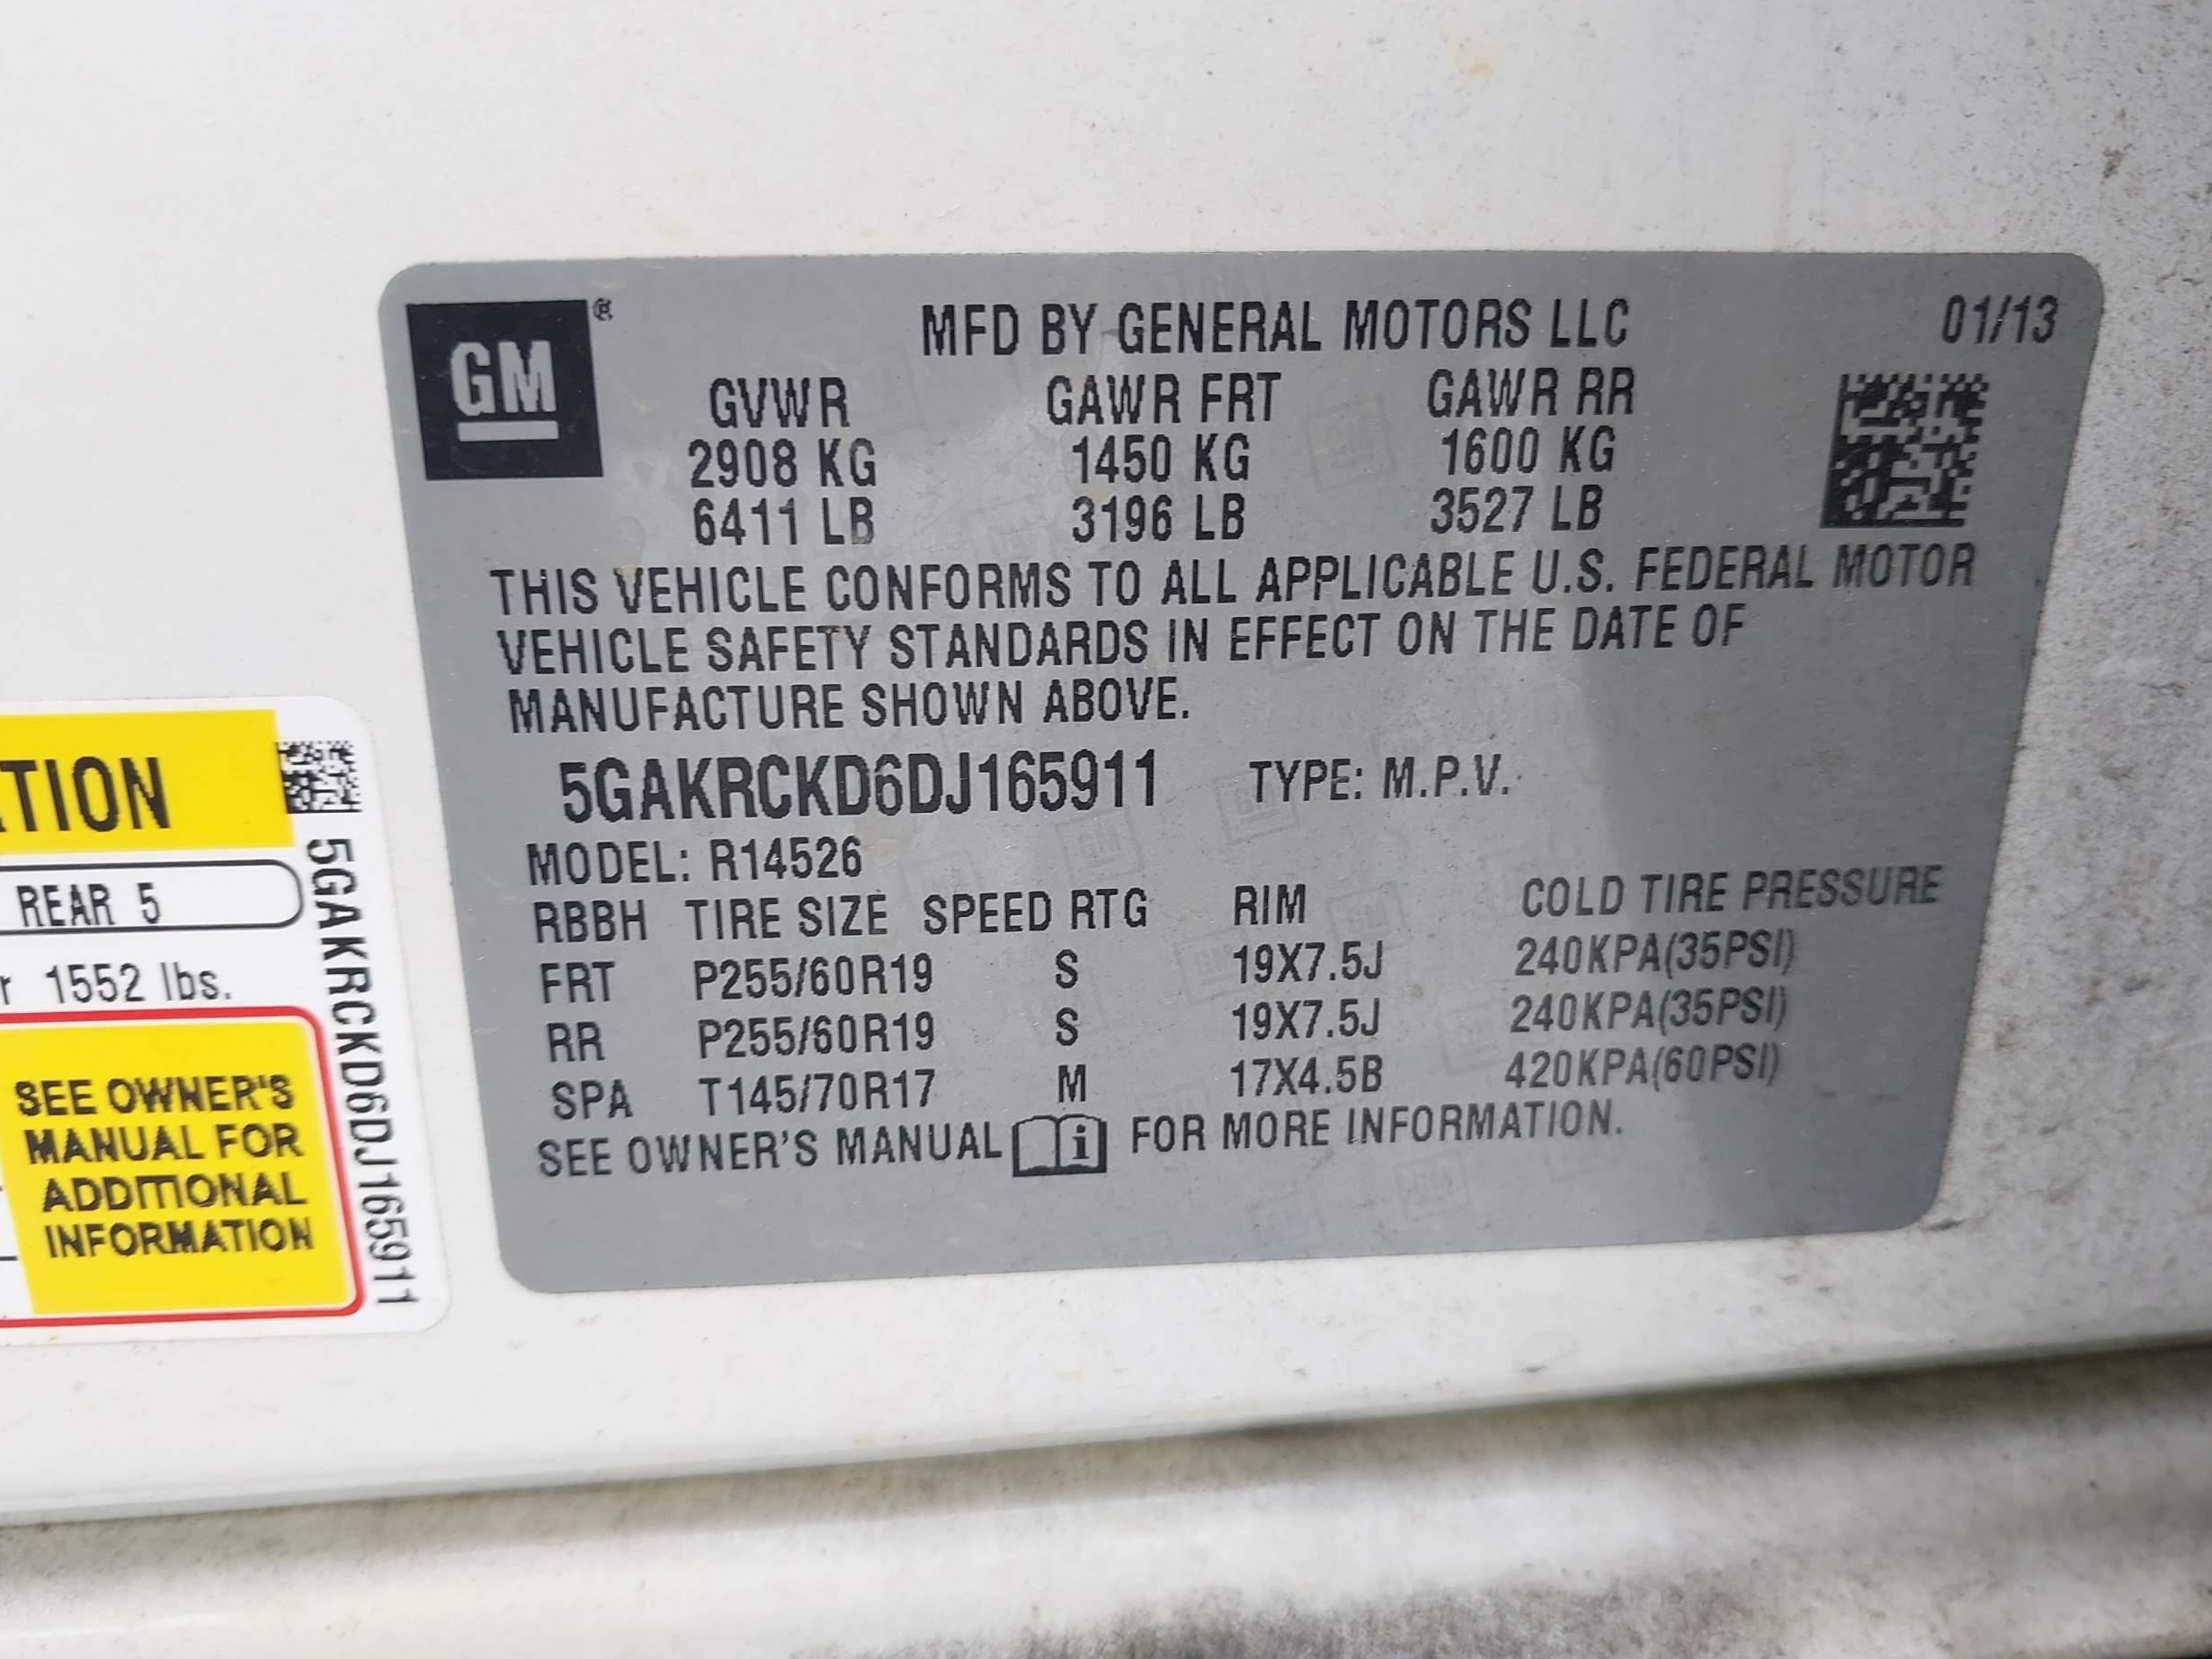 GM®
MFD BY GENERAL MOTORS LLC 01/13
GVWR GAWR FRT GAWR RR
2908 KG 1450 KG 1600 KG
6411 LB 3196 LB 3527 LB
THIS VEHICLE CONFORMS TO ALL APPLICABLE U.S. FEDERAL MOTOR
VEHICLE SAFETY STANDARDS IN EFFECT ON THE DATE OF
MANUFACTURE SHOWN ABOVE.
5GAKRCKD6DJ165911 TYPE: M.P.V.
MODEL: R14526
RBBH TIRE SIZE SPEED RTG RIM COLD TIRE PRESSURE
FRT P255/60R19 S 19X7.5J 240KPA(35PSI)
RR P255/60R19 S 19X7.5J 240KPA(35PSI)
SPA T145/70R17 M 17X4.5B 420KPA(60PSI)
SEE OWNER'S MANUAL i FOR MORE INFORMATION.
TION
REAR 5
r 1552 lbs.
SEE OWNER'S
MANUAL FOR
ADDITIONAL
INFORMATION
5GAKRCKD6DJ165911